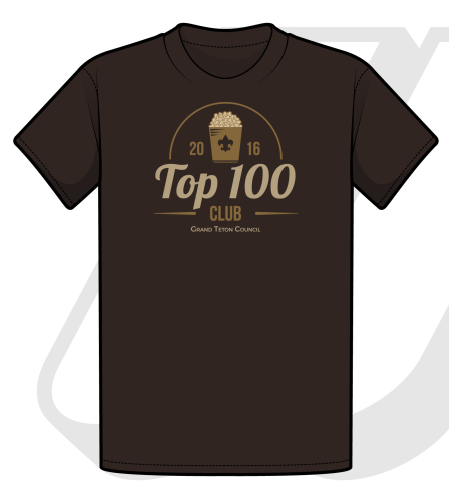 20 16
Top 100
CLUB
Grand Teton Council